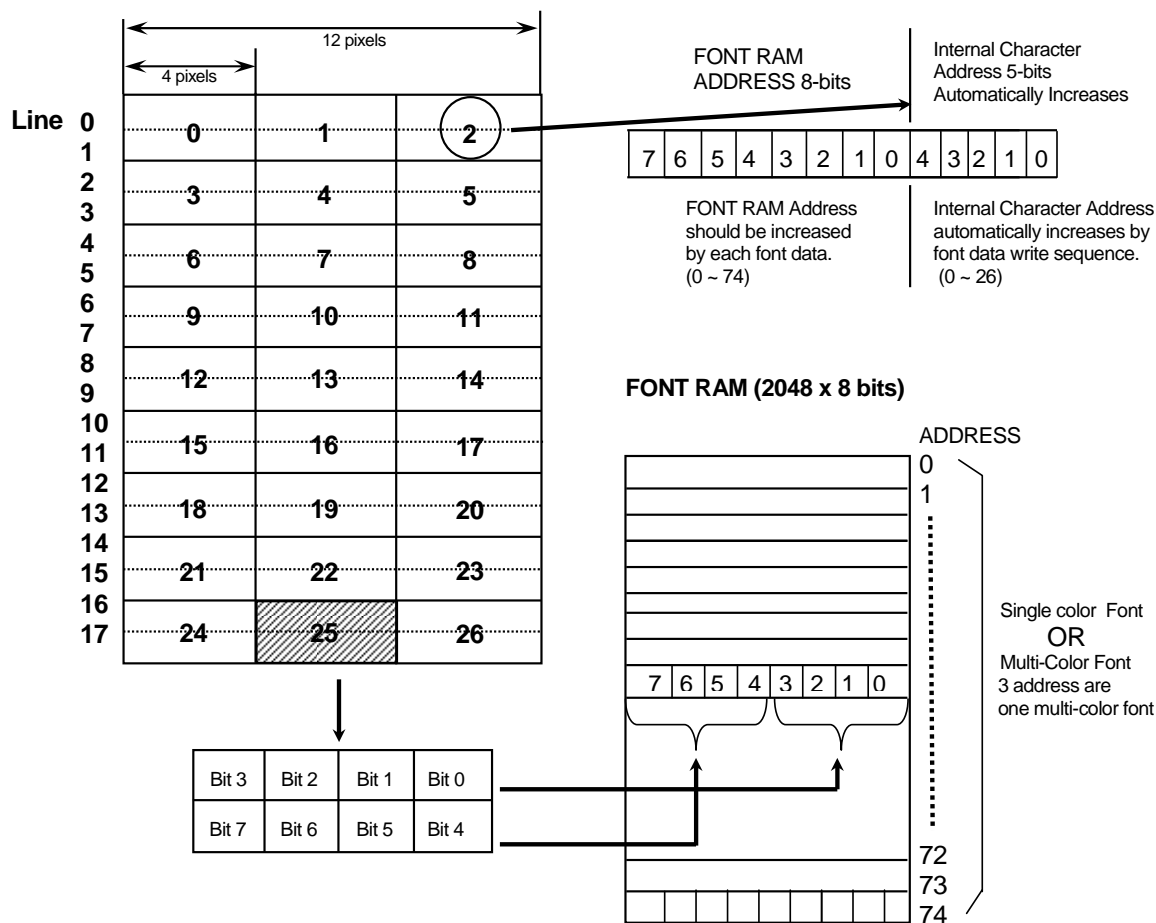 12 pixels
4 pixels
Line 0
1
2
3
4
5
6
7
8
9
10
11
12
13
14
15
16
17
0 1 2
3 4 5
6 7 8
9 10 11
12 13 14
15 16 17
18 19 20
21 22 23
24 25 26
Bit 3 Bit 2 Bit 1 Bit 0
Bit 7 Bit 6 Bit 5 Bit 4
FONT RAM
ADDRESS 8-bits
Internal Character
Address 5-bits
Automatically Increases
7 6 5 4 3 2 1 0 4 3 2 1 0
FONT RAM Address
should be increased
by each font data.
(0 ~ 74)
Internal Character Address
automatically increases by
font data write sequence.
(0 ~ 26)
FONT RAM (2048 x 8 bits)
ADDRESS
0
1
7 6 5 4 3 2 1 0
72
73
74
Single color Font
OR
Multi-Color Font
3 address are
one multi-color font